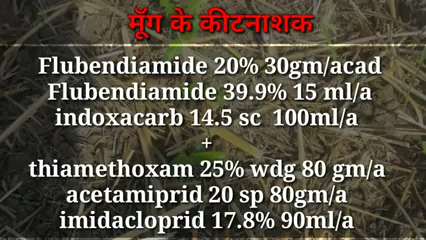 मूँग के कीटनाशक
Flubendiamide 20% 30gm/acad
Flubendiamide 39.9% 15 ml/a
indoxacarb 14.5 sc 100ml/a
+
thiamethoxam 25% wdg 80 gm/a
acetamiprid 20 sp 80gm/a
imidacloprid 17.8% 90ml/a